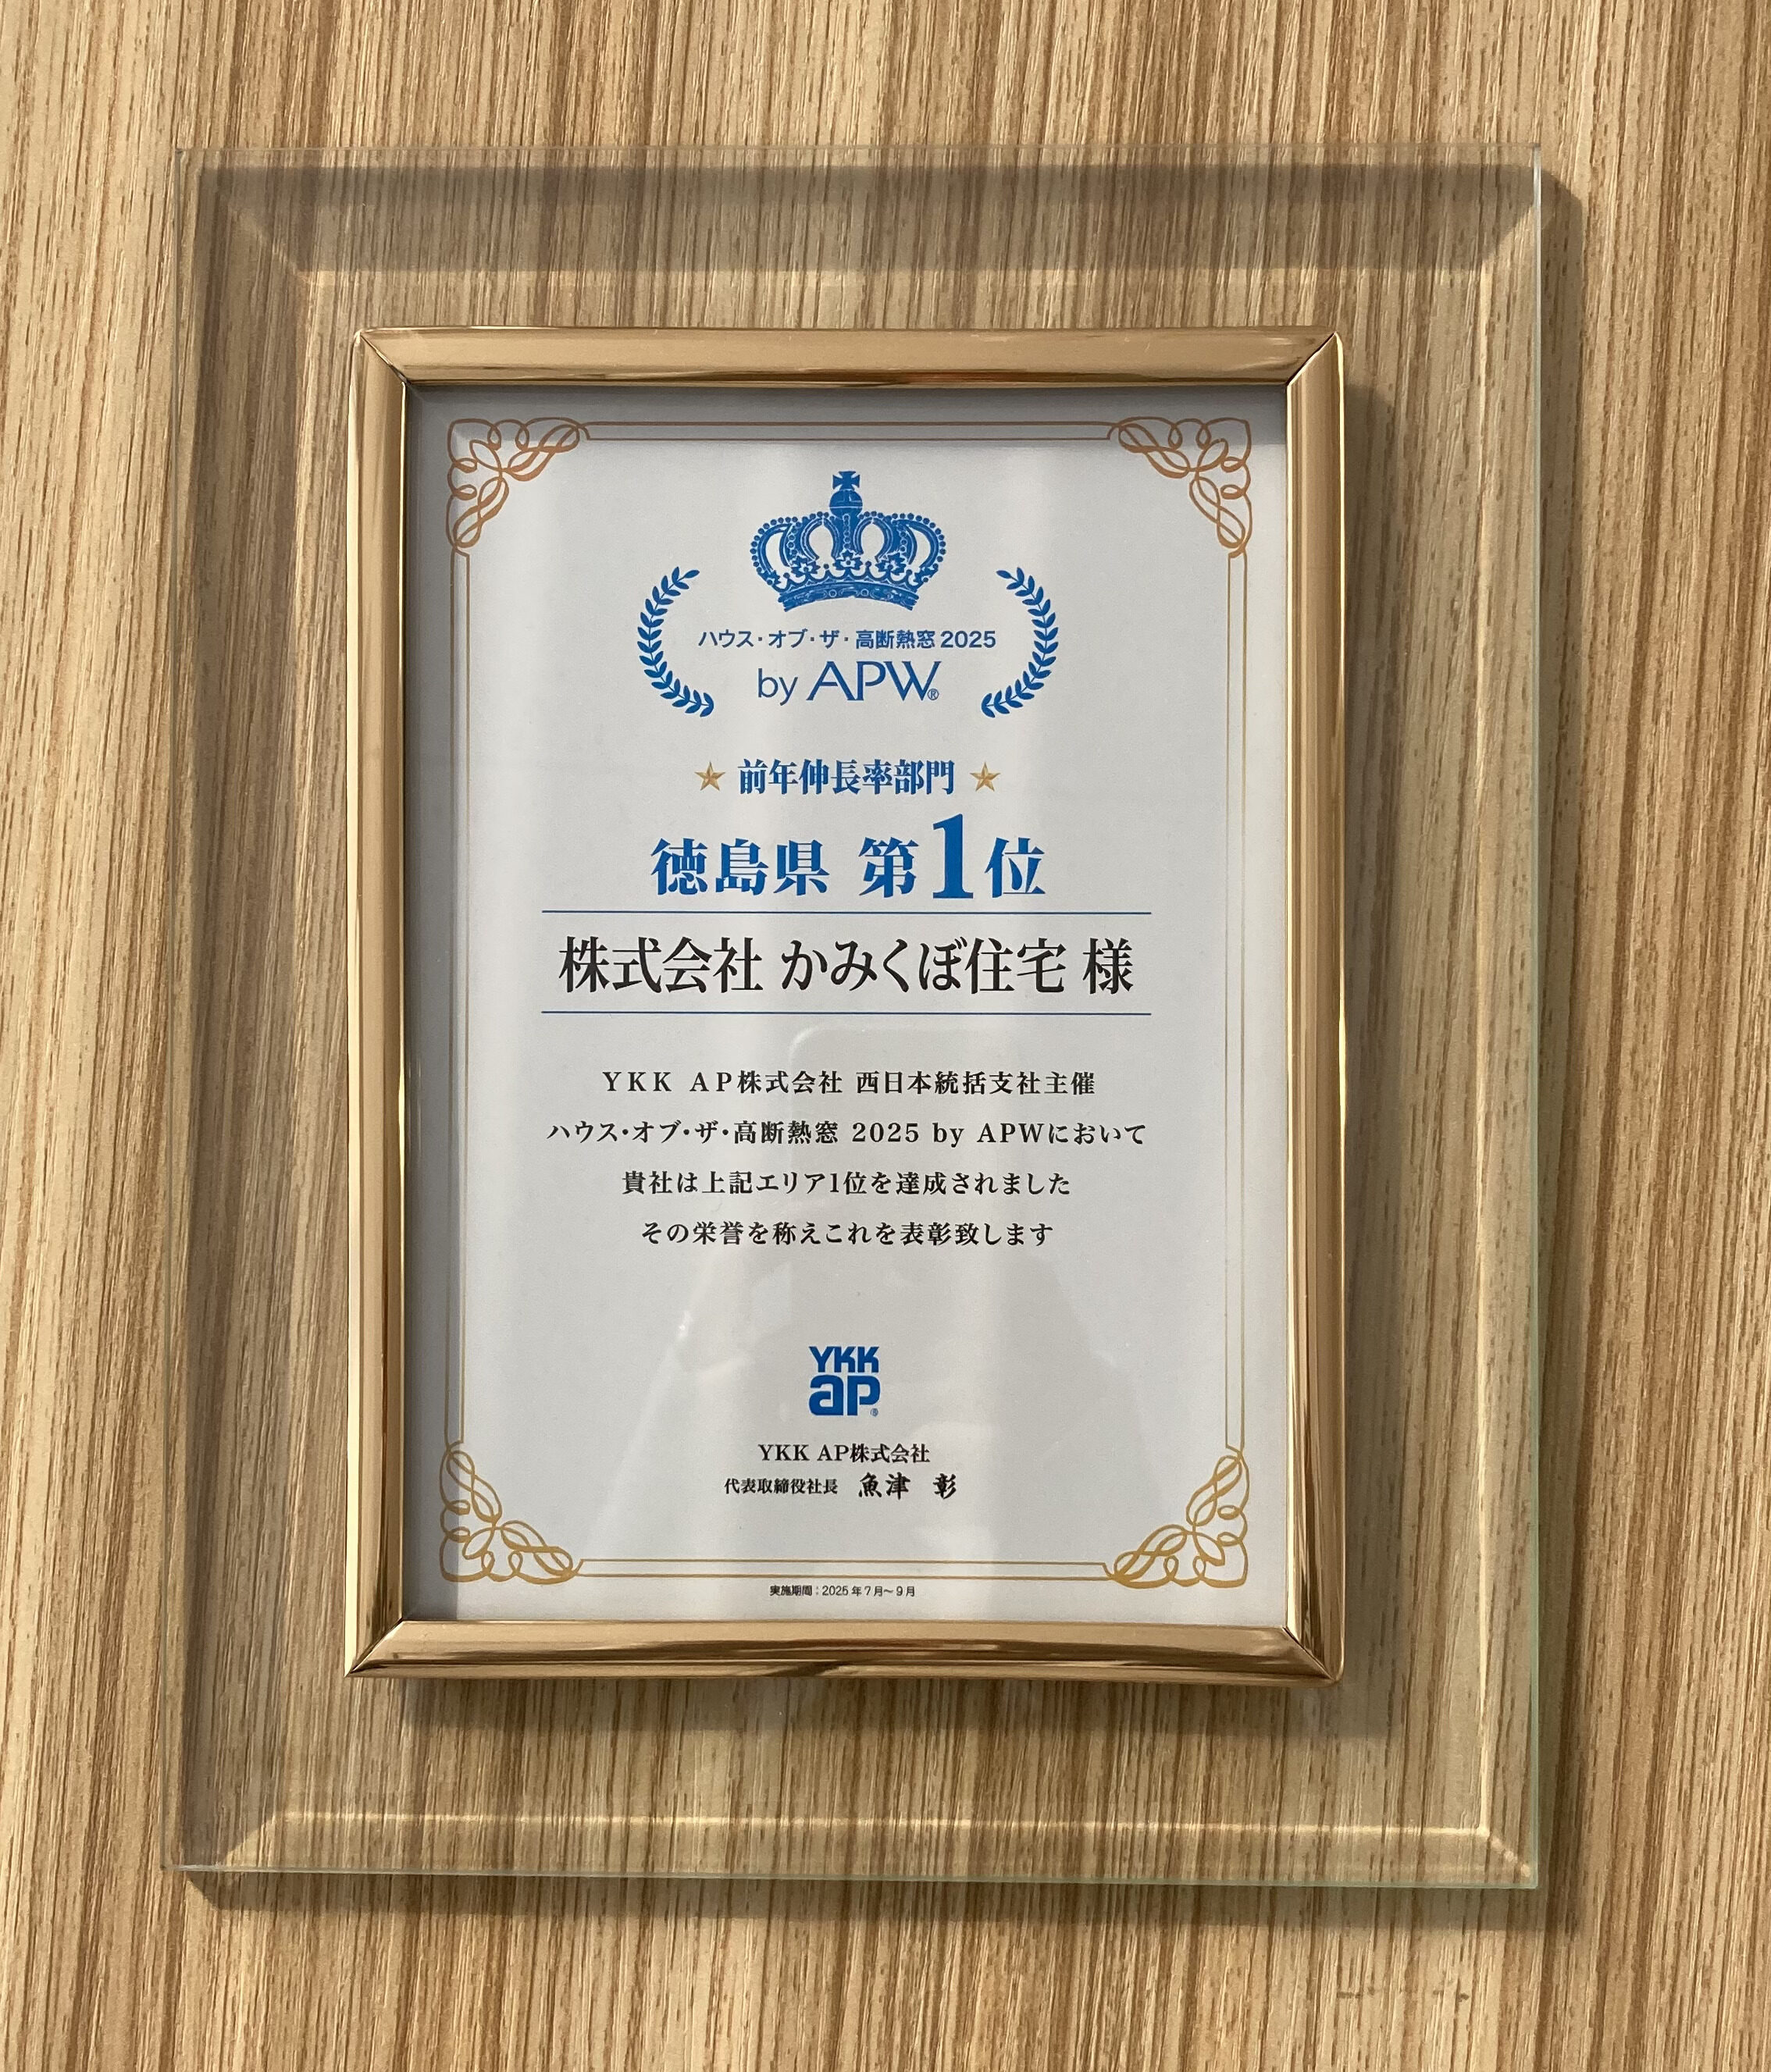 ハウス・オブ・ザ・高断熱窓2025
by APW®
★ 前年伸長率部門 ★
徳島県 第1位
株式会社 かみくぼ住宅 様
YKK AP株式会社 西日本統括支社主催
ハウス・オブ・ザ・高断熱窓 2025 by APWにおいて
貴社は上記エリア1位を達成されました
その栄誉を称えこれを表彰致します
YKK
ap®
YKK AP株式会社
代表取締役社長 魚津 彰
実施期間：2025年7月～9月